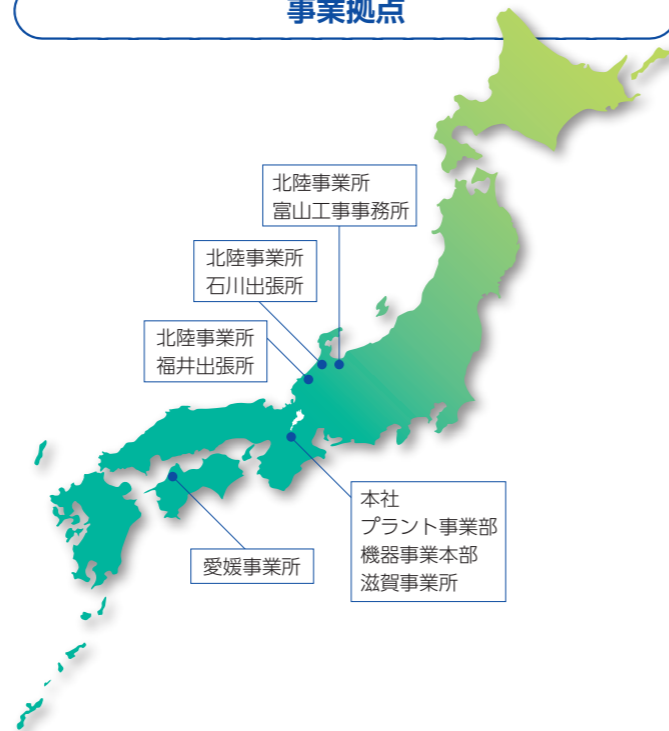 事業拠点
北陸事業所
富山工事事務所
北陸事業所
石川出張所
北陸事業所
福井出張所
本社
プラント事業部
機器事業本部
滋賀事業所
愛媛事業所